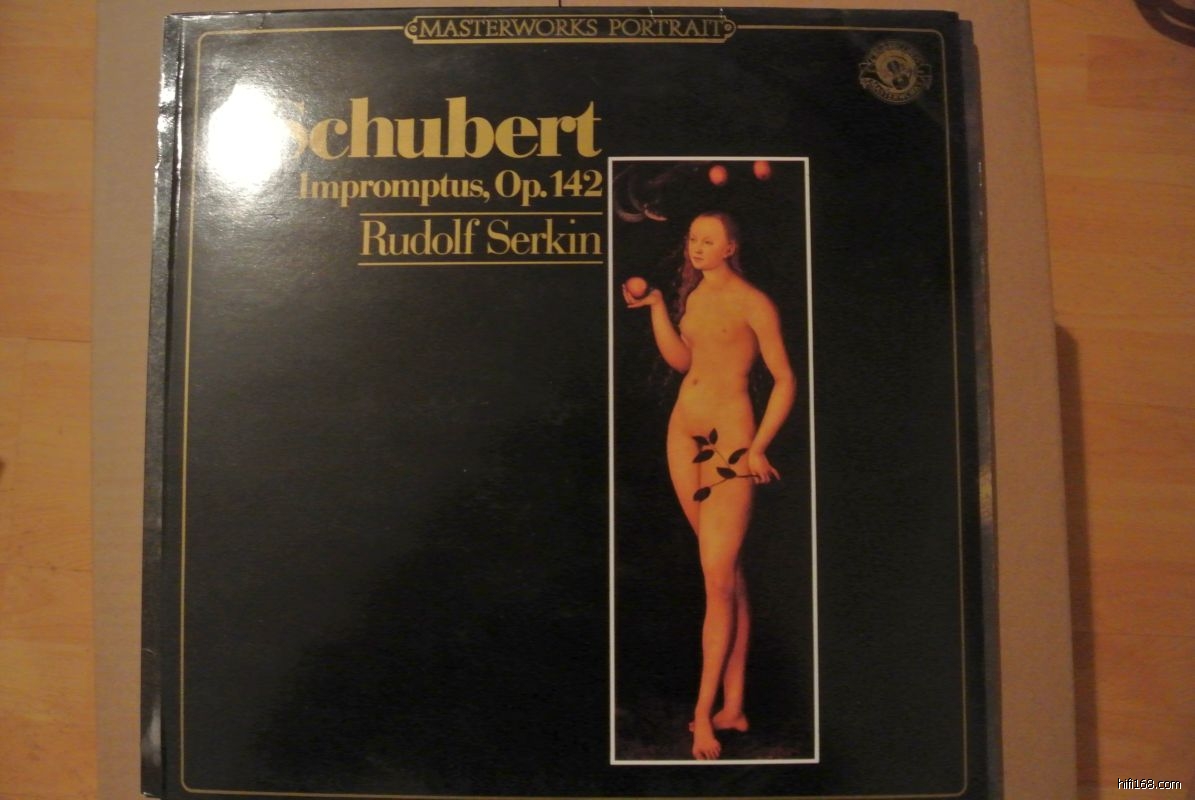 MASTERWORKS PORTRAIT
Schubert
Impromptus, Op. 142
Rudolf Serkin
hifi168.com